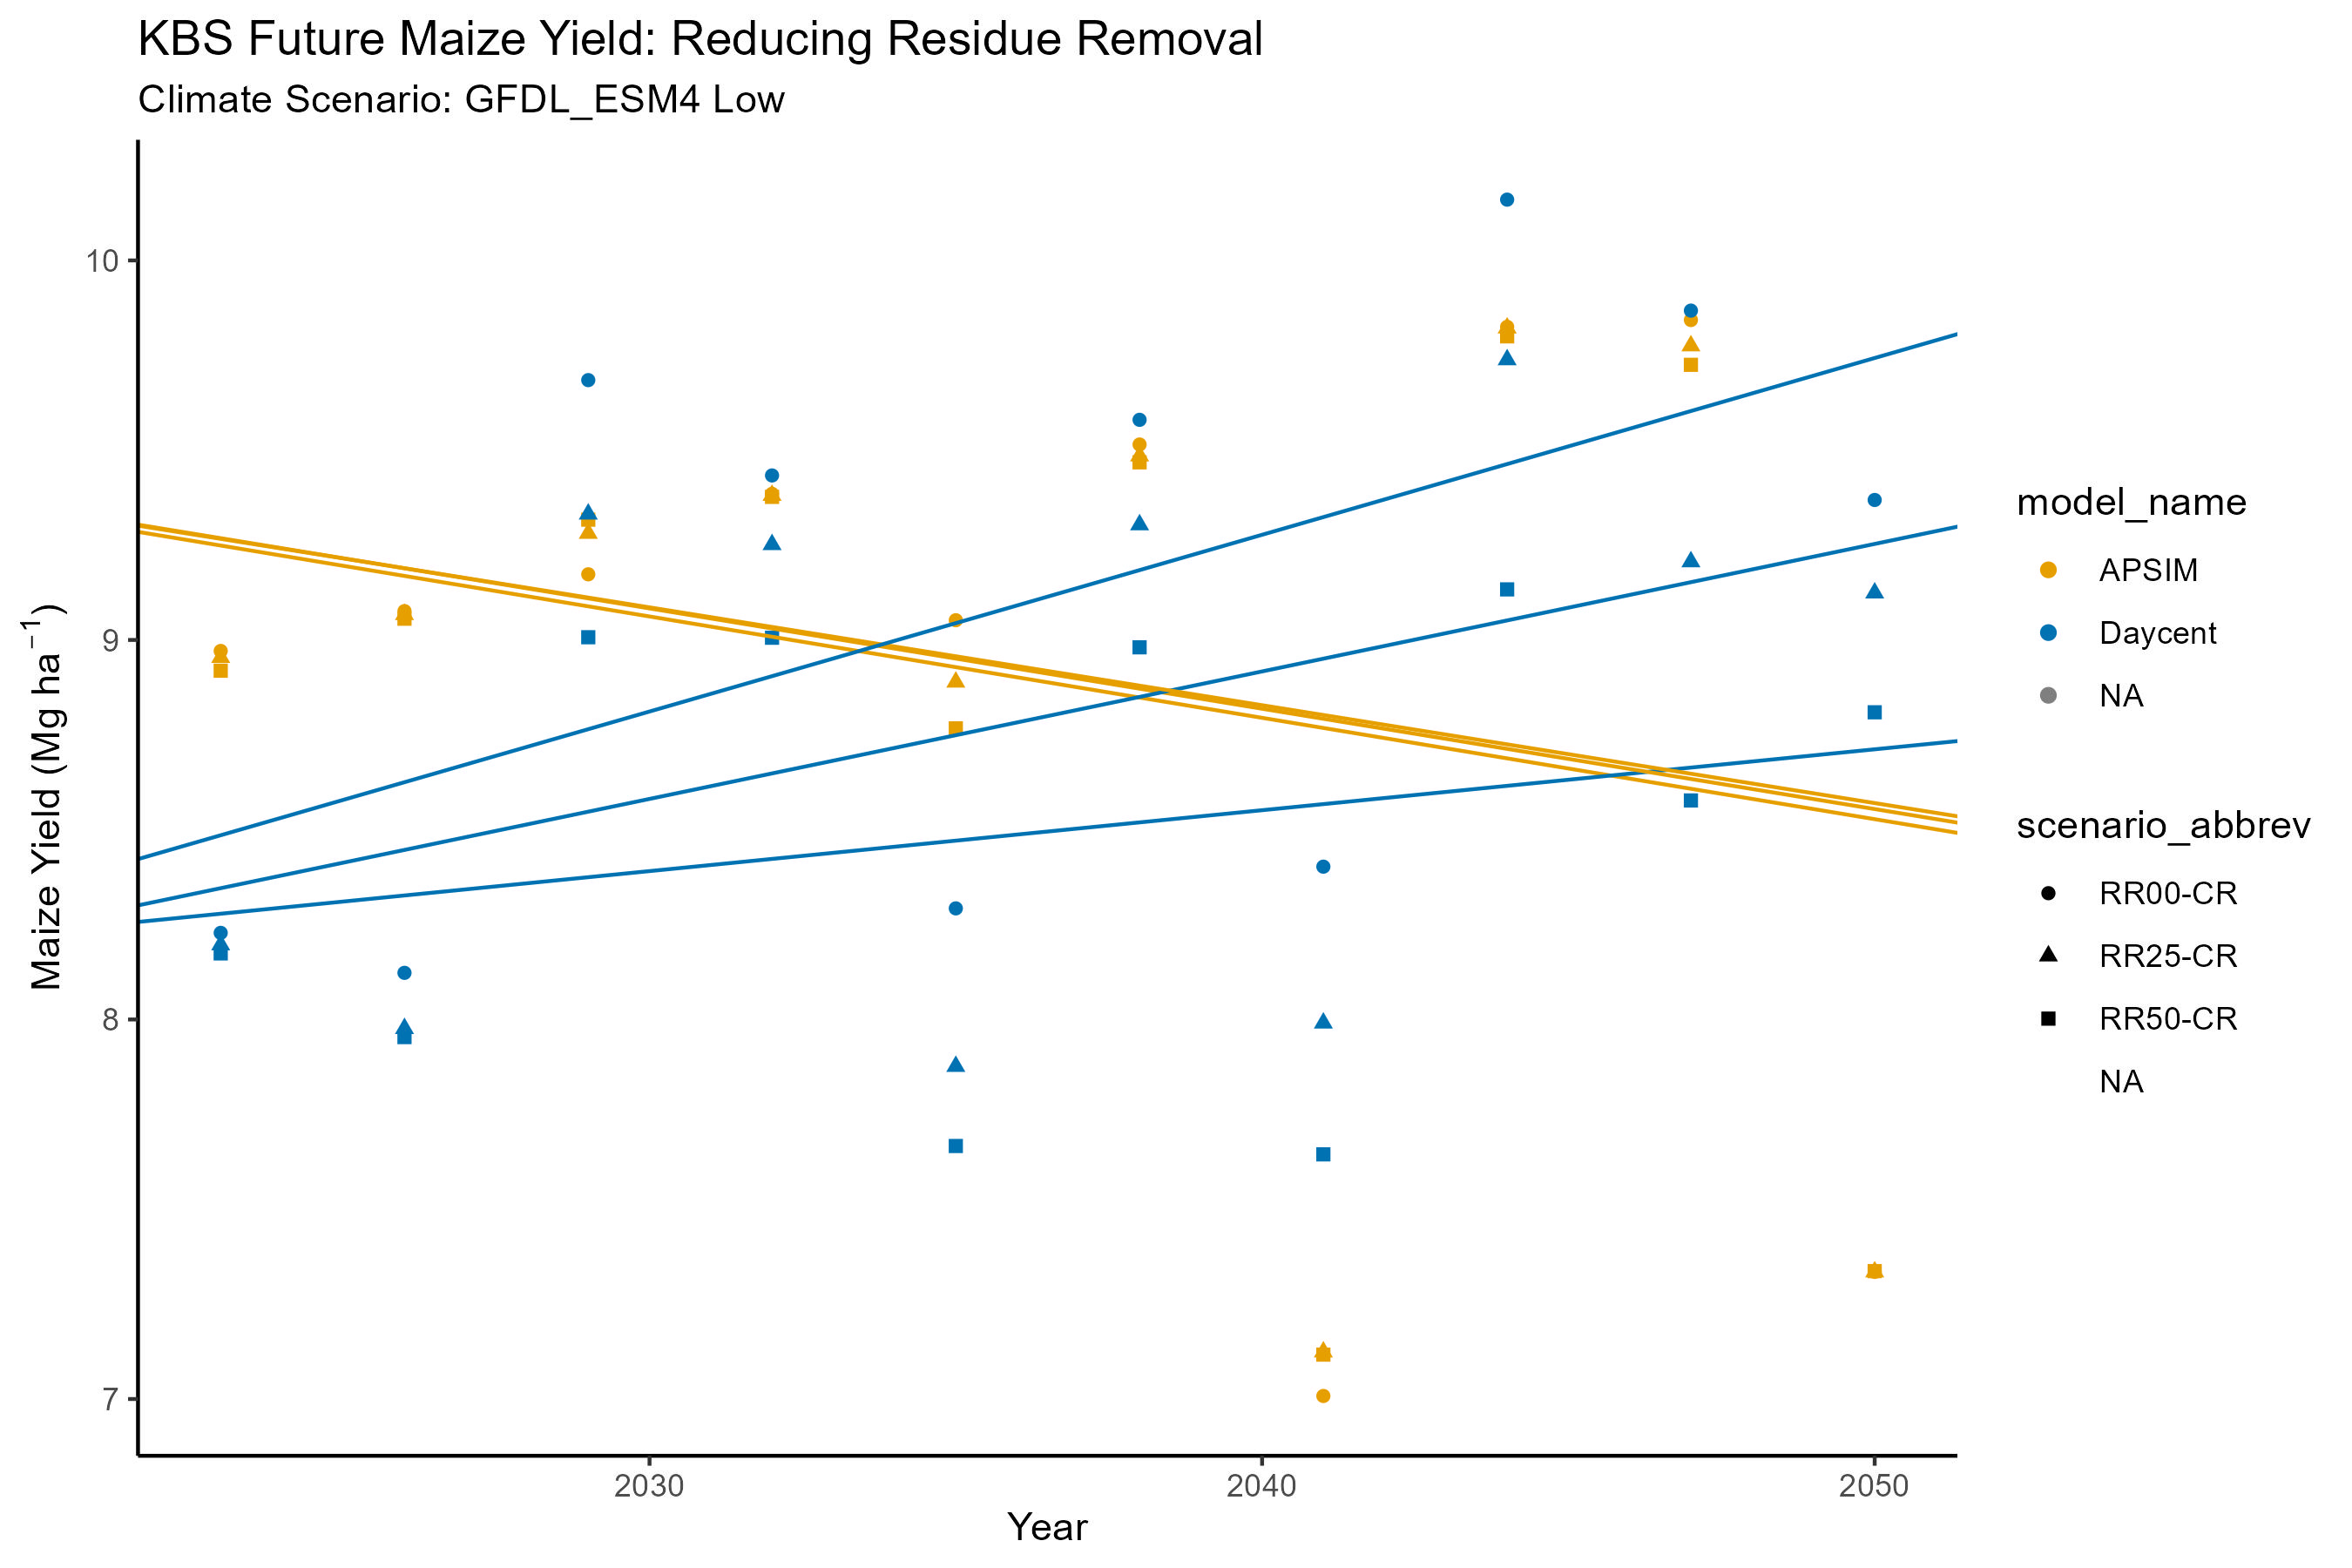 KBS Future Maize Yield: Reducing Residue Removal
Climate Scenario: GFDL_ESM4 Low
10
9
8
7
Maize Yield (Mg ha⁻¹)
2030
2040
2050
Year
model_name
APSIM
Daycent
NA
scenario_abbrev
RR00-CR
RR25-CR
RR50-CR
NA